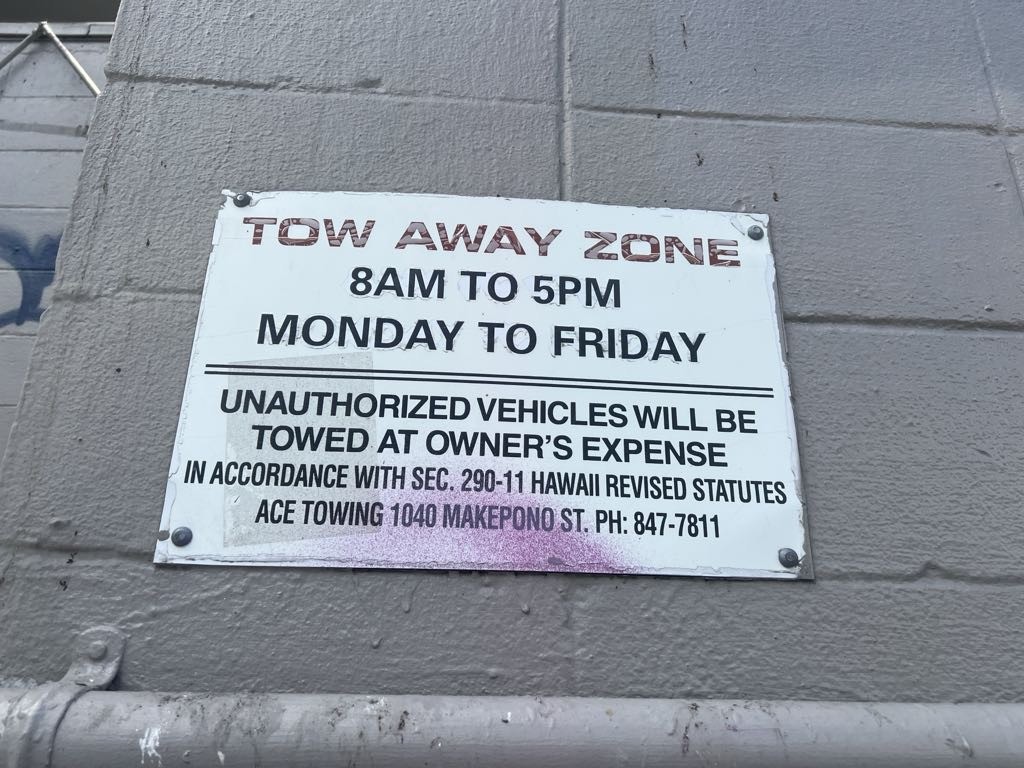 TOW AWAY ZONE
8AM TO 5PM
MONDAY TO FRIDAY
UNAUTHORIZED VEHICLES WILL BE
TOWED AT OWNER'S EXPENSE
IN ACCORDANCE WITH SEC. 290-11 HAWAII REVISED STATUTES
ACE TOWING 1040 MAKEPONO ST. PH: 847-7811